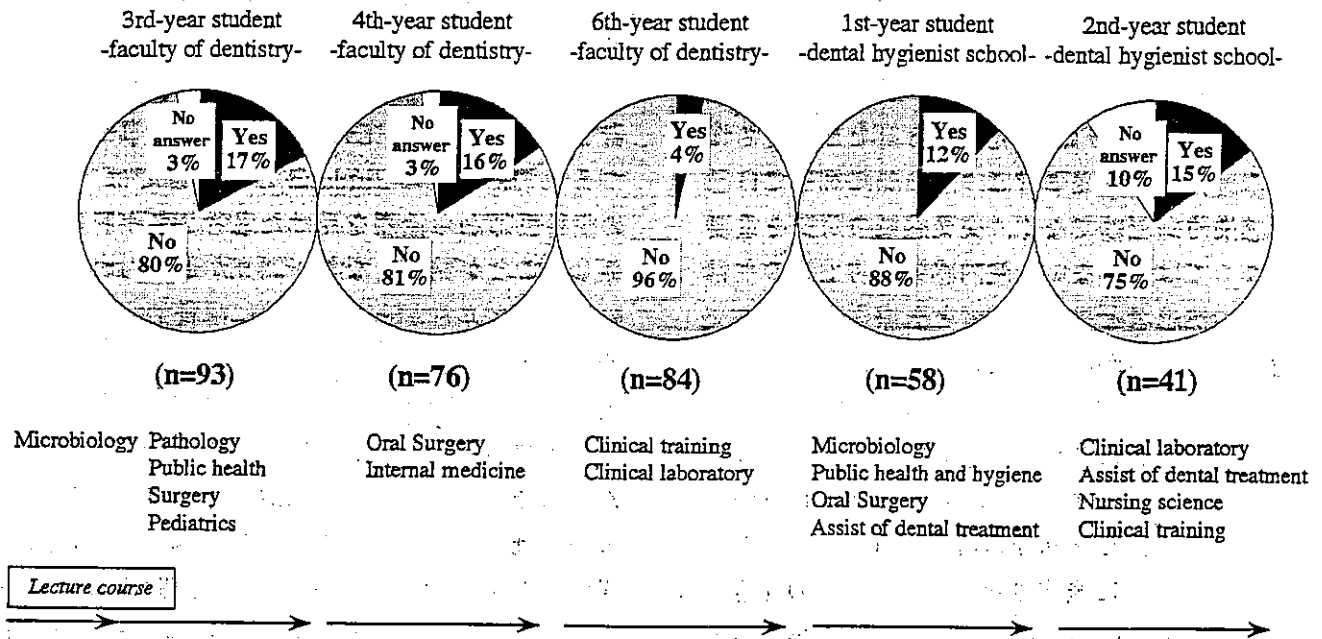 3rd-year student
-faculty of dentistry-
4th-year student
-faculty of dentistry-
6th-year student
-faculty of dentistry-
1st-year student
-dental hygienist school-
2nd-year student
-dental hygienist school-
No
answer
3%
Yes
17%
No
80%
No
answer
3%
Yes
16%
No
81%
Yes
4%
No
96%
Yes
12%
No
88%
No
answer
10%
Yes
15%
No
75%
(n=93)
(n=76)
(n=84)
(n=58)
(n=41)
Microbiology
Pathology
Public health
Surgery
Pediatrics
Oral Surgery
Internal medicine
Clinical training
Clinical laboratory
Microbiology
Public health and hygiene
Oral Surgery
Assist of dental treatment
Clinical laboratory
Assist of dental treatment
Nursing science
Clinical training
Lecture course